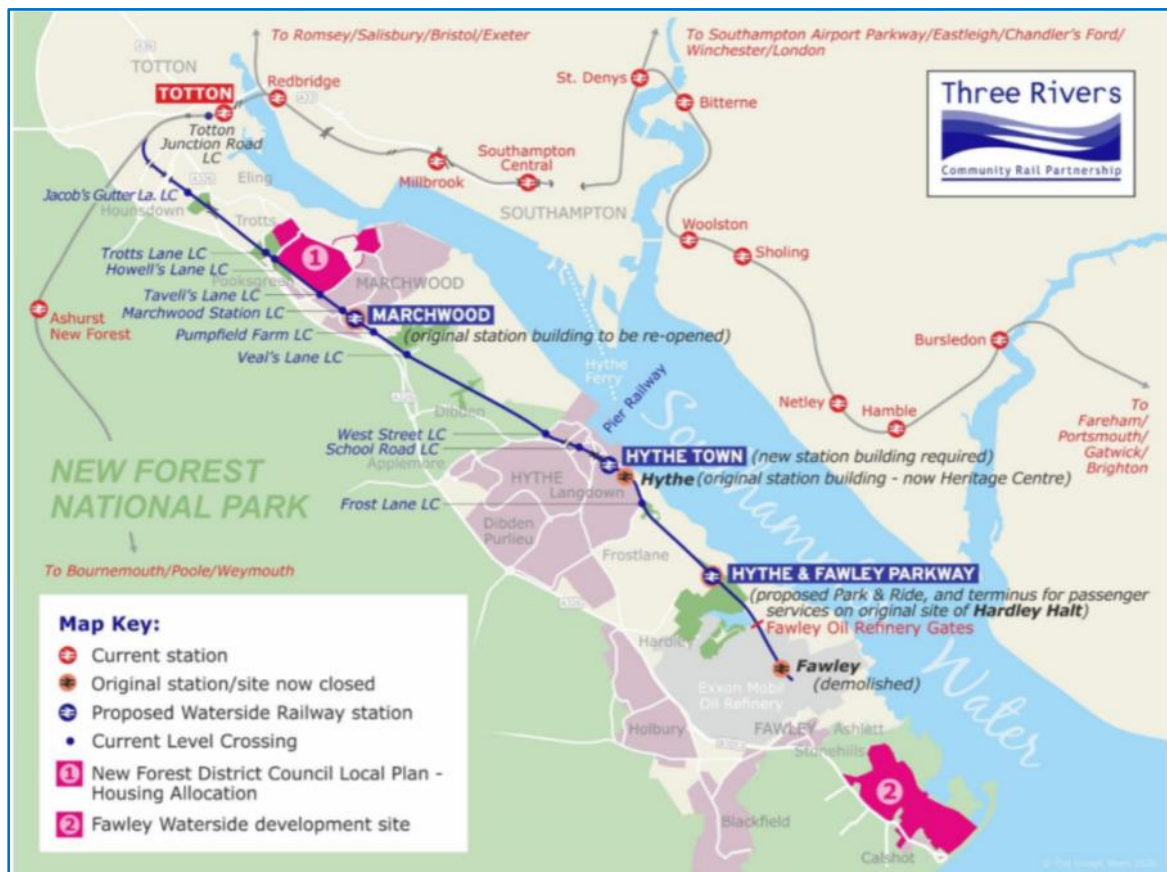 To Romsey/Salisbury/Bristol/Exeter
To Southampton Airport Parkway/Eastleigh/Chandler's Ford/
Winchester/London
A36
TOTTON
TOTTON
Redbridge
A35
St. Denys
Bitterne
Three Rivers
Community Rail Partnership
Totton
Junction Road
LC
Eling
A326
Millbrook
Southampton
Central
SOUTHAMPTON
Jacob's Gutter La. LC
Hounsdown
Trotts
Woolston
Sholing
Trotts Lane LC
Howell's Lane LC
Pooksgreen
1
MARCHWOOD
Tavell's Lane LC
Marchwood Station LC
MARCHWOOD
(original station building to be re-opened)
Ashurst
New Forest
Pumpfield Farm LC
Veal's Lane LC
Bursledon
Hythe
Ferry
Pier Railway
A326
Dibden
Netley
Hamble
To
Fareham/
Portsmouth/
Gatwick/
Brighton
West Street LC
School Road LC
Applemore
HYTHE TOWN
(new station building required)
NEW FOREST
NATIONAL PARK
HYTHE
Langdown
Hythe (original station building - now Heritage Centre)
Frost Lane LC
Dibden
Purlieu
Southampton Water
Frostlane
To Bournemouth/Poole/Weymouth
HYTHE & FAWLEY PARKWAY
(proposed Park & Ride, and terminus for passenger
services on original site of Hardley Halt)
A326
Fawley Oil Refinery Gates
Hardley
Fawley
(demolished)
Exxon Mobil
Oil Refinery
Holbury
FAWLEY
Ashlett
Stonehills
2
Blackfield
Calshot
Map Key:
Current station
Original station/site now closed
Proposed Waterside Railway station
Current Level Crossing
1 New Forest District Council Local Plan -
Housing Allocation
2 Fawley Waterside development site